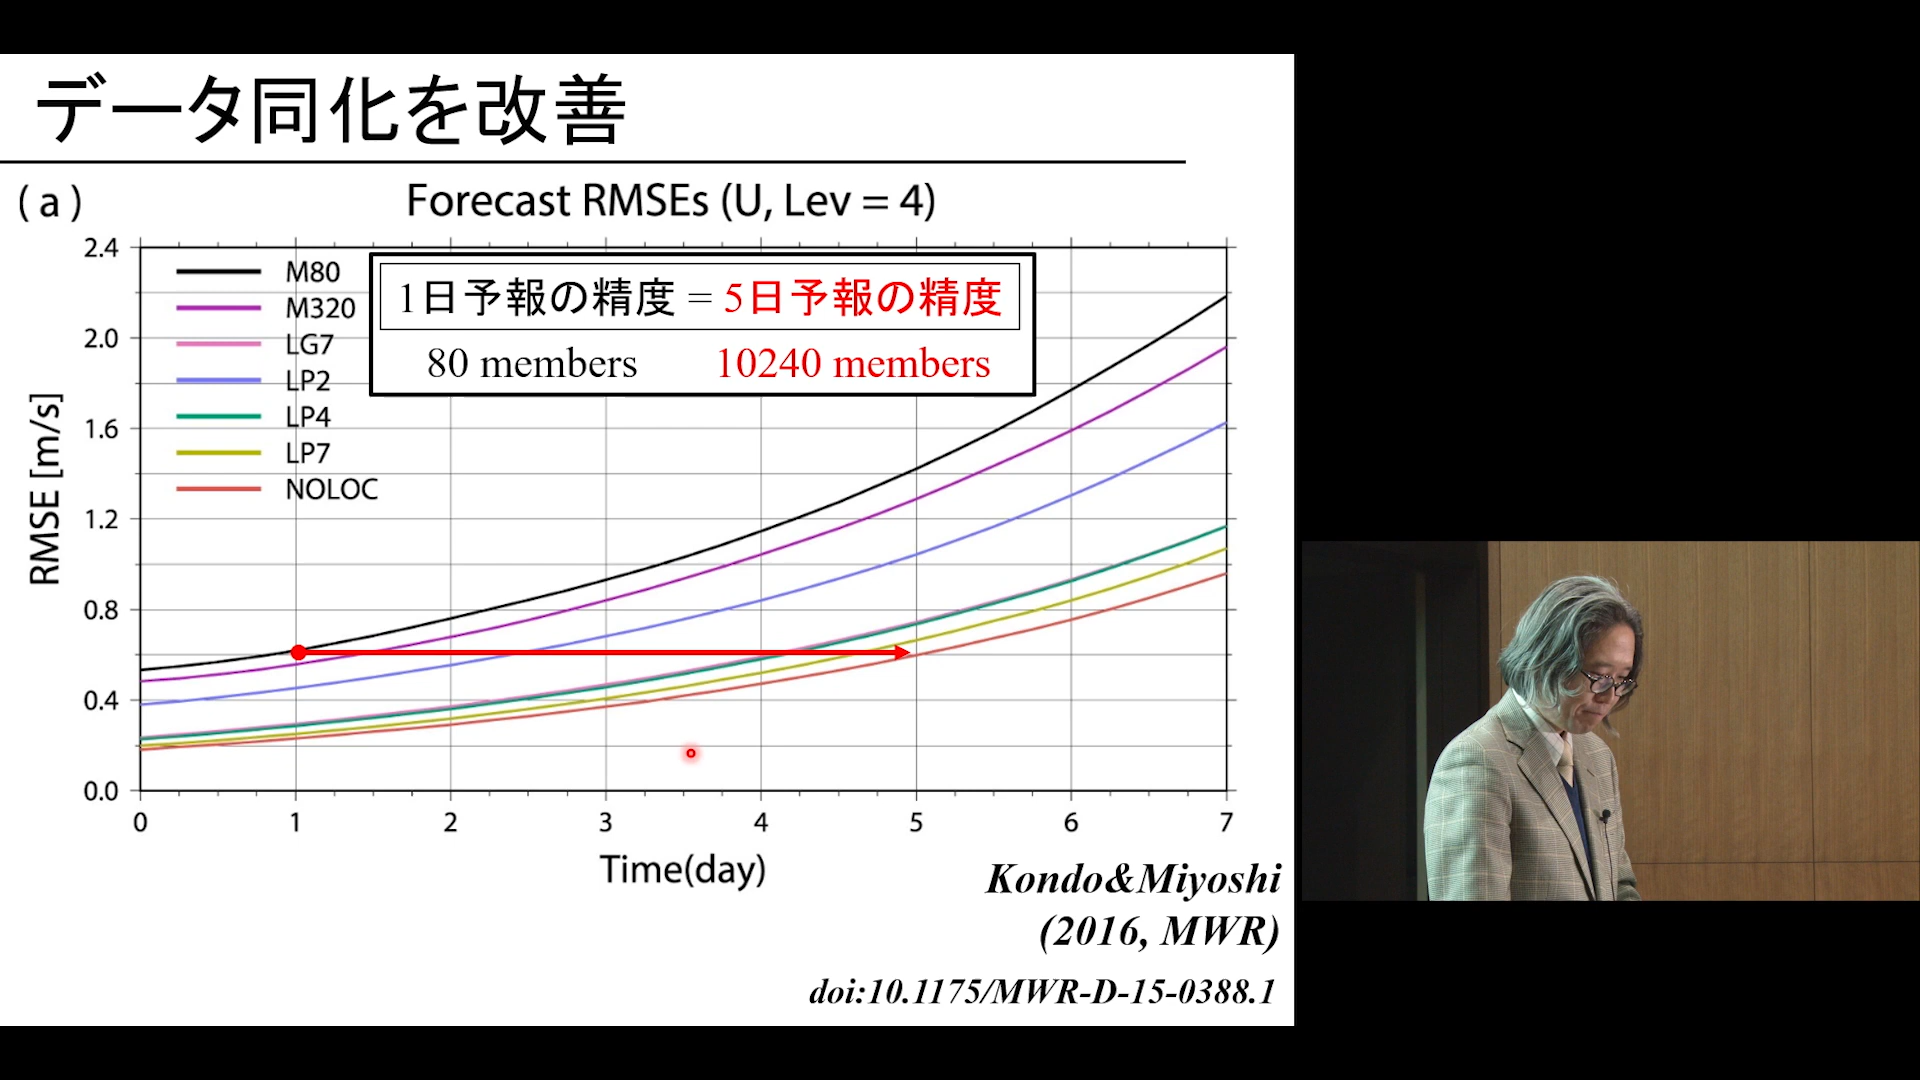 データ同化を改善
(a)
Forecast RMSEs (U, Lev = 4)
2.4
2.0
1.6
1.2
0.8
0.4
0.0
RMSE [m/s]
M80
M320
LG7
LP2
LP4
LP7
NOLOC
1日予報の精度 = 5日予報の精度
80 members 10240 members
0 1 2 3 4 5 6 7
Time(day)
Kondo&Miyoshi
(2016, MWR)
doi:10.1175/MWR-D-15-0388.1